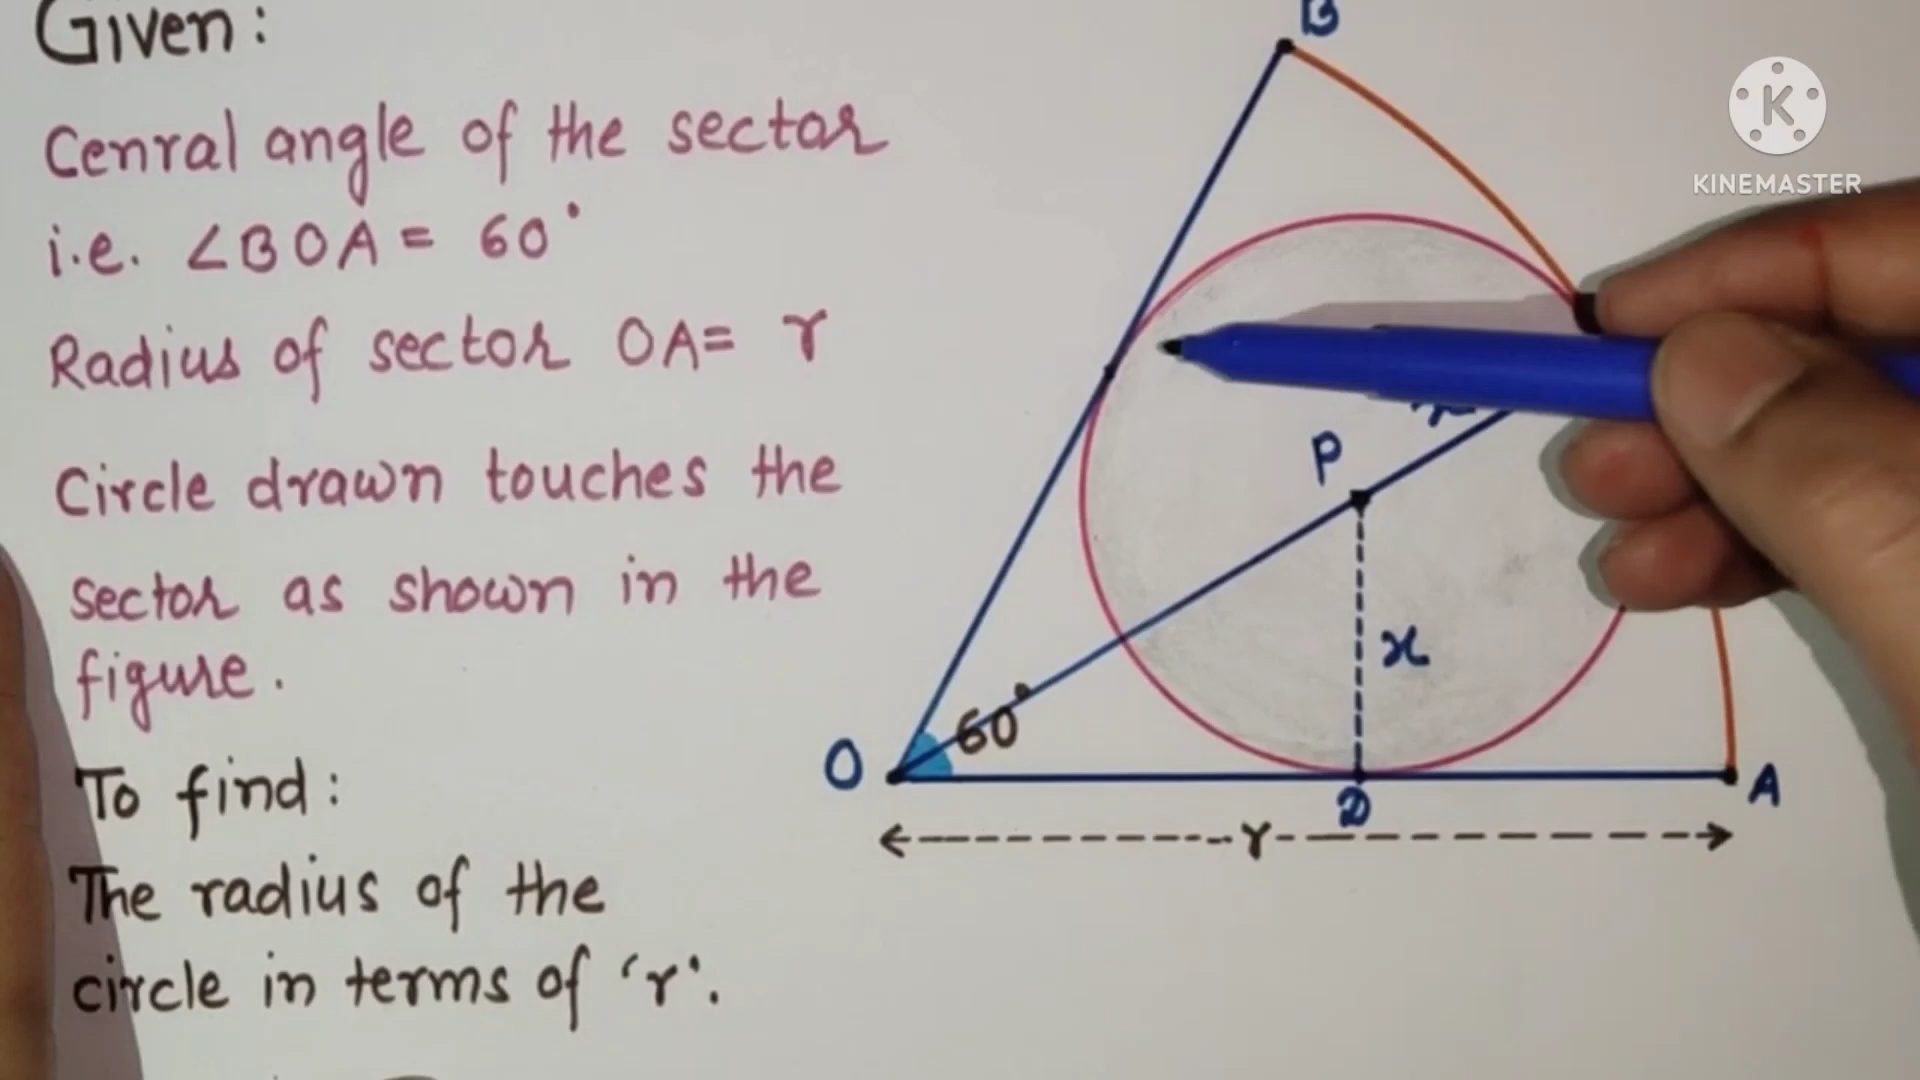 Given:
Cenral angle of the sector
i.e. ∠BOA = 60°
Radius of sector OA = r
Circle drawn touches the
sector as shown in the
figure.
To find:
The radius of the
circle in terms of 'r'.
B
K
KINEMASTER
P
x
x
60°
O
D
A
r